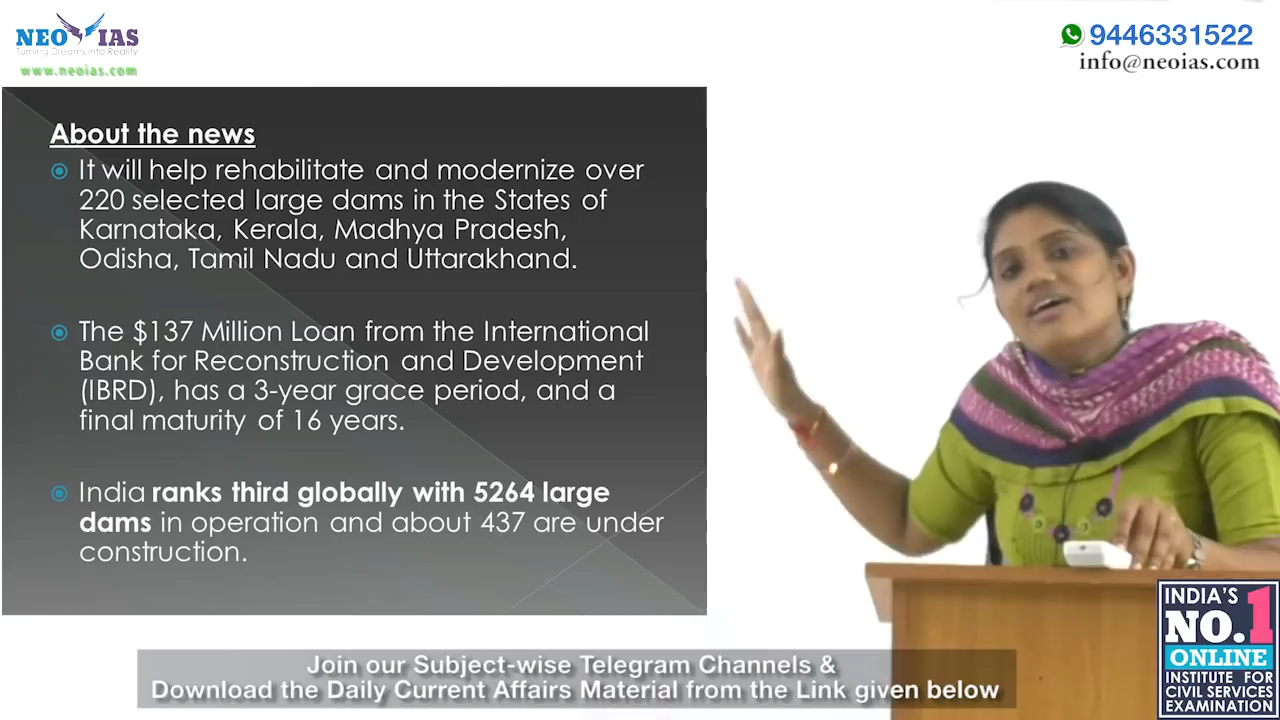 NEO IAS
Turning Dreams into Reality
www.neoias.com
9446331522
info@neoias.com
About the news
It will help rehabilitate and modernize over
220 selected large dams in the States of
Karnataka, Kerala, Madhya Pradesh,
Odisha, Tamil Nadu and Uttarakhand.
The $137 Million Loan from the International
Bank for Reconstruction and Development
(IBRD), has a 3-year grace period, and a
final maturity of 16 years.
India ranks third globally with 5264 large
dams in operation and about 437 are under
construction.
INDIA'S
NO.1
ONLINE
INSTITUTE FOR
CIVIL SERVICES
EXAMINATION
Join our Subject-wise Telegram Channels &
Download the Daily Current Affairs Material from the Link given below